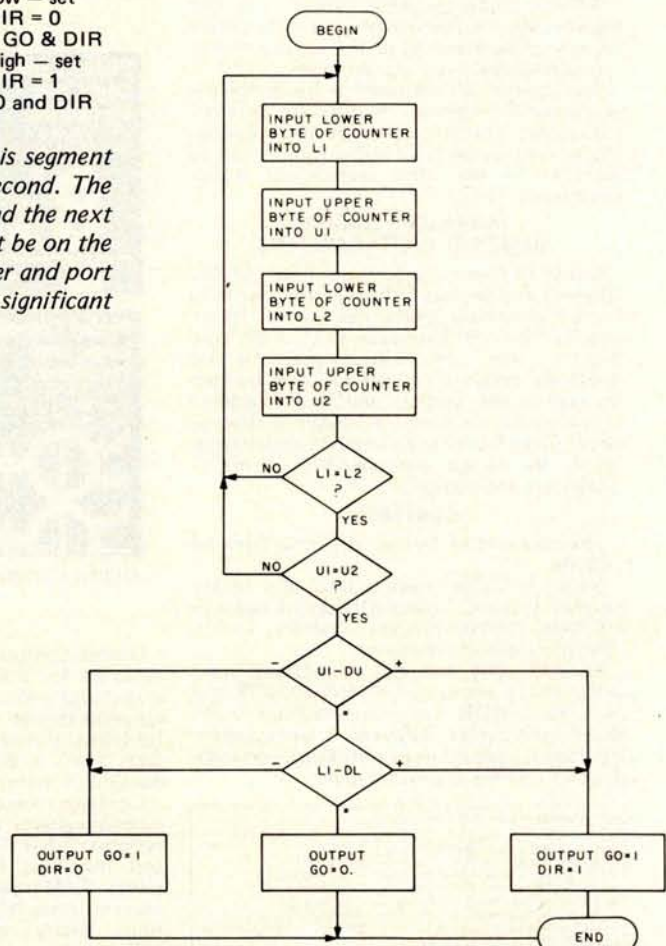 IR = 0
GO & DIR
igh — set
IR = 1
O and DIR
is segment
econd. The
d the next
t be on the
er and port
significant
BEGIN
INPUT LOWER
BYTE OF COUNTER
INTO L1
INPUT UPPER
BYTE OF COUNTER
INTO U1
INPUT LOWER
BYTE OF COUNTER
INTO L2
INPUT UPPER
BYTE OF COUNTER
INTO U2
NO
L1=L2
?
YES
NO
U1=U2
?
YES
-
U1-DU
+
=
-
L1-DL
+
=
OUTPUT GO=1
DIR=0
OUTPUT
GO=0.
OUTPUT GO=1
DIR=1
END